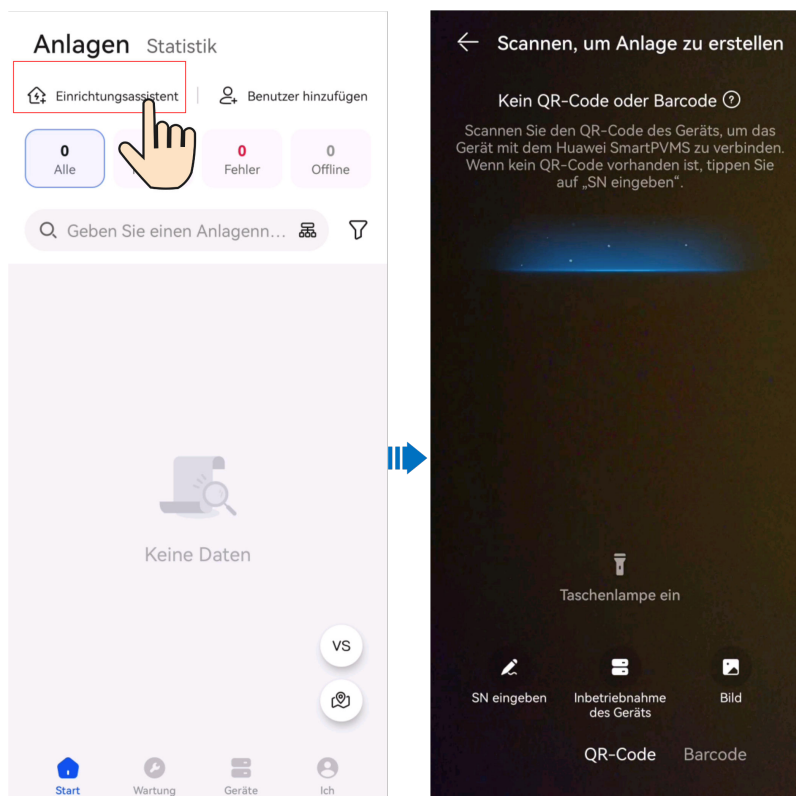 Anlagen Statistik
Einrichtungsassistent
Benutzer hinzufügen
0
Alle
0
Fehler
0
Offline
Geben Sie einen Anlagenn...
Keine Daten
VS
Start
Wartung
Geräte
Ich
Scannen, um Anlage zu erstellen
Kein QR-Code oder Barcode
Scannen Sie den QR-Code des Geräts, um das
Gerät mit dem Huawei SmartPVMS zu verbinden.
Wenn kein QR-Code vorhanden ist, tippen Sie
auf „SN eingeben“.
Taschenlampe ein
SN eingeben
Inbetriebnahme
des Geräts
Bild
QR-Code Barcode